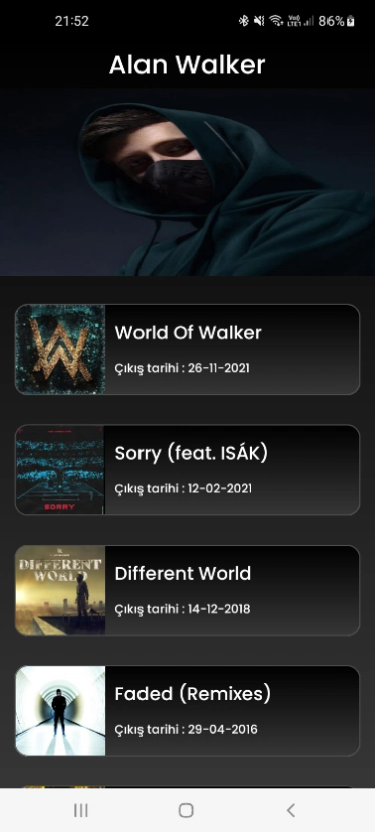 21:52
Vo))
LTE1
86%
Alan Walker
World Of Walker
Çıkış tarihi : 26-11-2021
Sorry (feat. ISÁK)
Çıkış tarihi : 12-02-2021
SORRY
Different World
DIFFERENT
WORLD
Çıkış tarihi : 14-12-2018
Faded (Remixes)
Çıkış tarihi : 29-04-2016